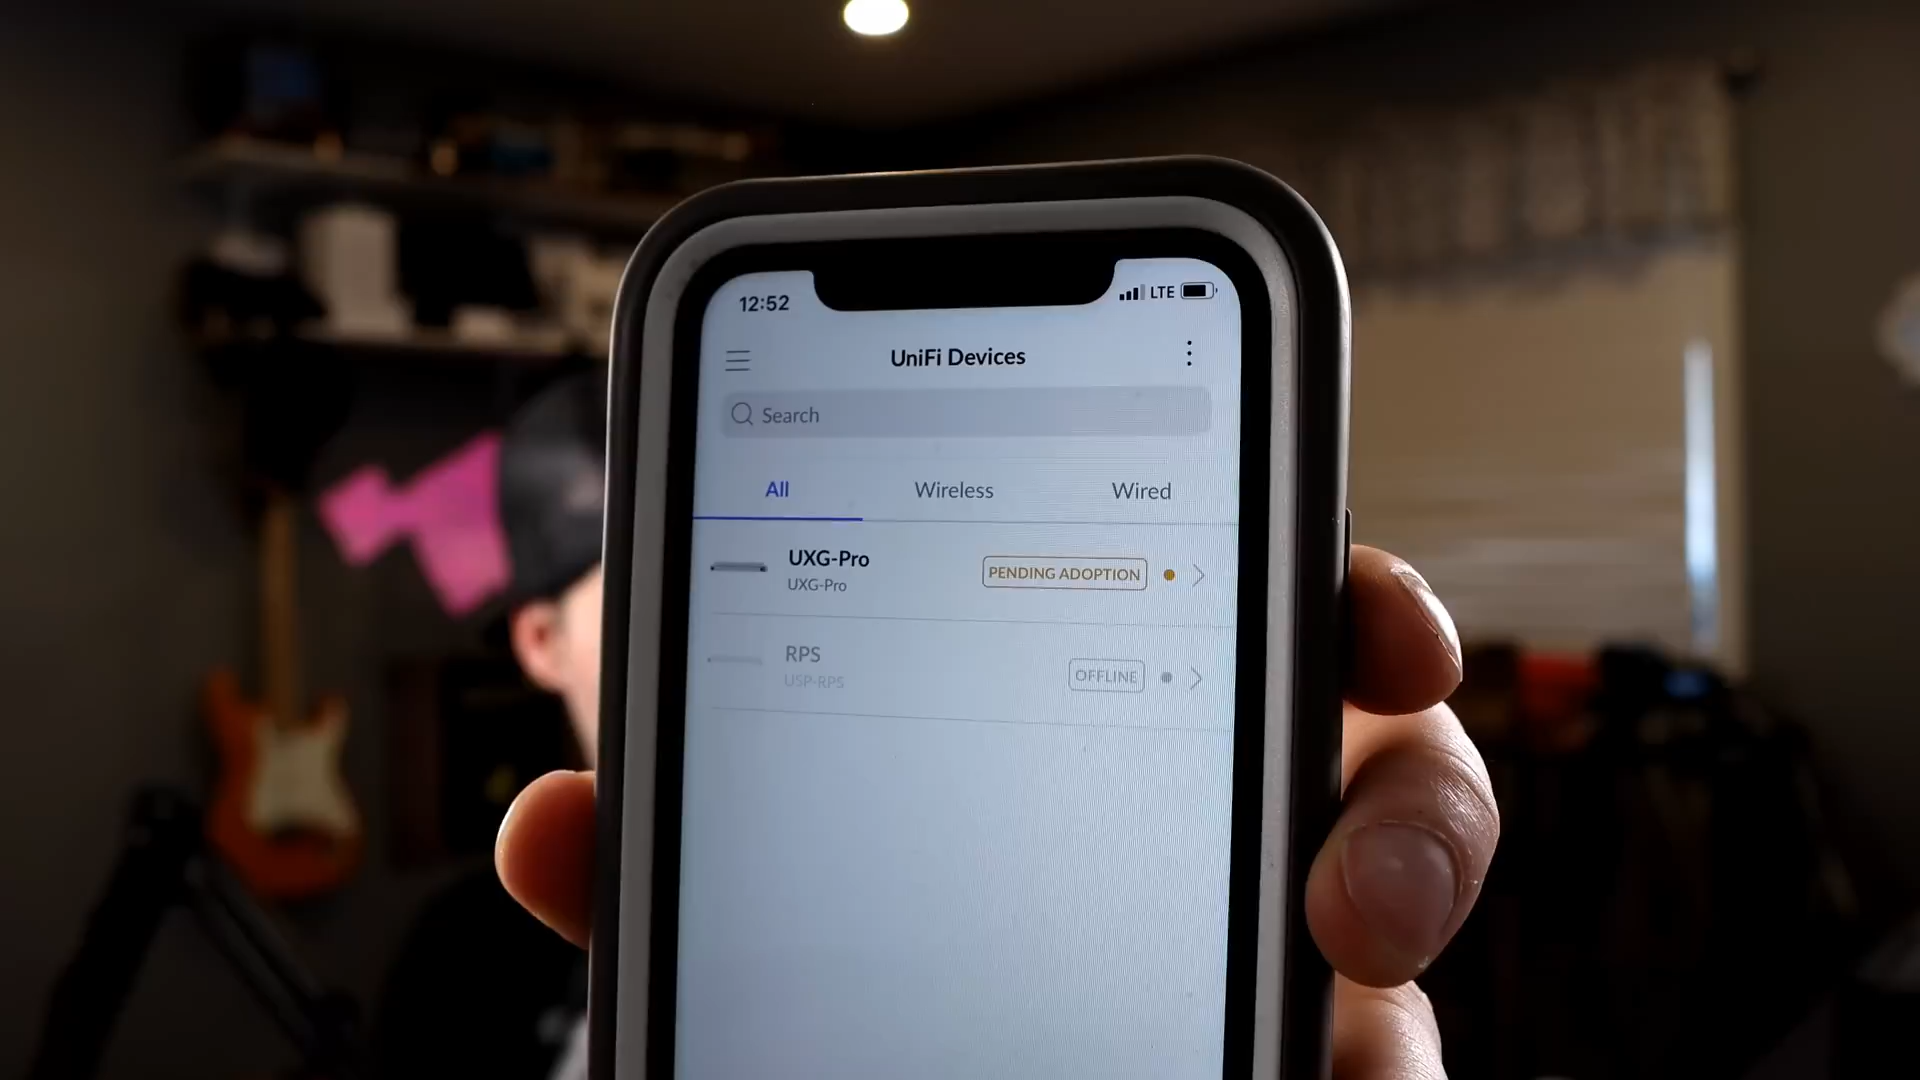 12:52
LTE
UniFi Devices
Search
All Wireless Wired
UXG-Pro
UXG-Pro
PENDING ADOPTION
RPS
USP-RPS
OFFLINE